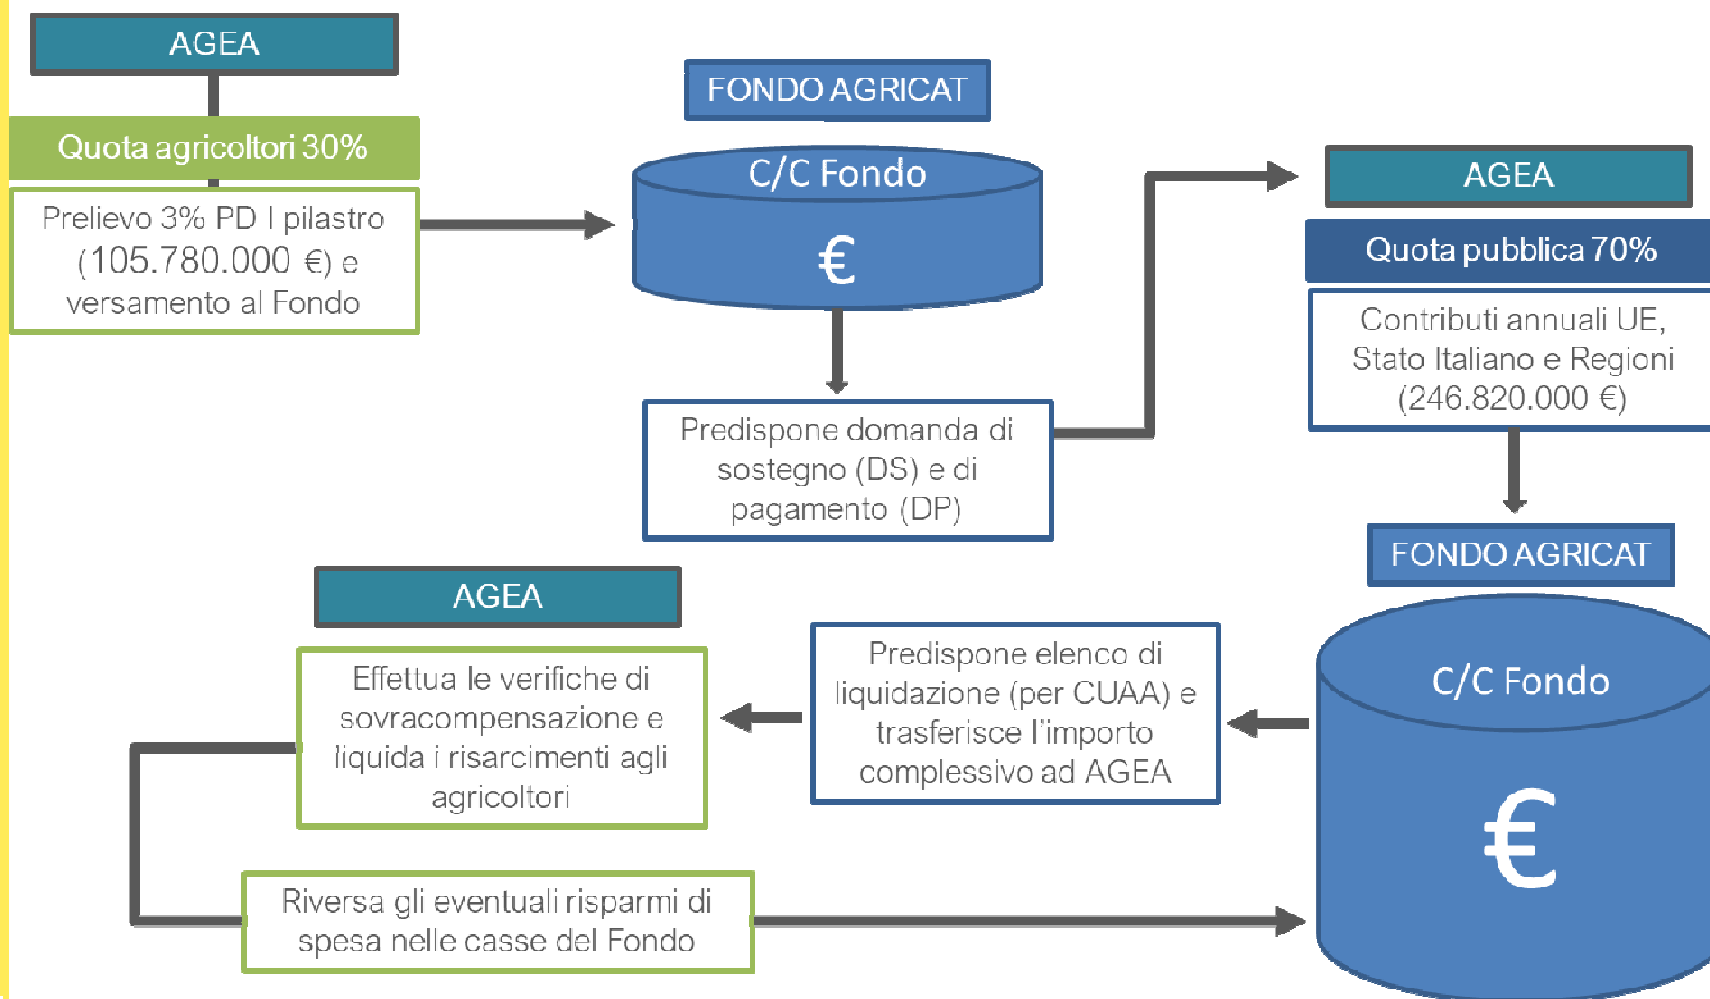 AGEA
Quota agricoltori 30%
Prelievo 3% PD I pilastro
(105.780.000 €) e
versamento al Fondo
FONDO AGRICAT
C/C Fondo
€
Predispone domanda di
sostegno (DS) e di
pagamento (DP)
AGEA
Quota pubblica 70%
Contributi annuali UE,
Stato Italiano e Regioni
(246.820.000 €)
FONDO AGRICAT
C/C Fondo
€
Predispone elenco di
liquidazione (per CUAA) e
trasferisce l'importo
complessivo ad AGEA
AGEA
Effettua le verifiche di
sovracompensazione e
liquida i risarcimenti agli
agricoltori
Riversa gli eventuali risparmi di
spesa nelle casse del Fondo